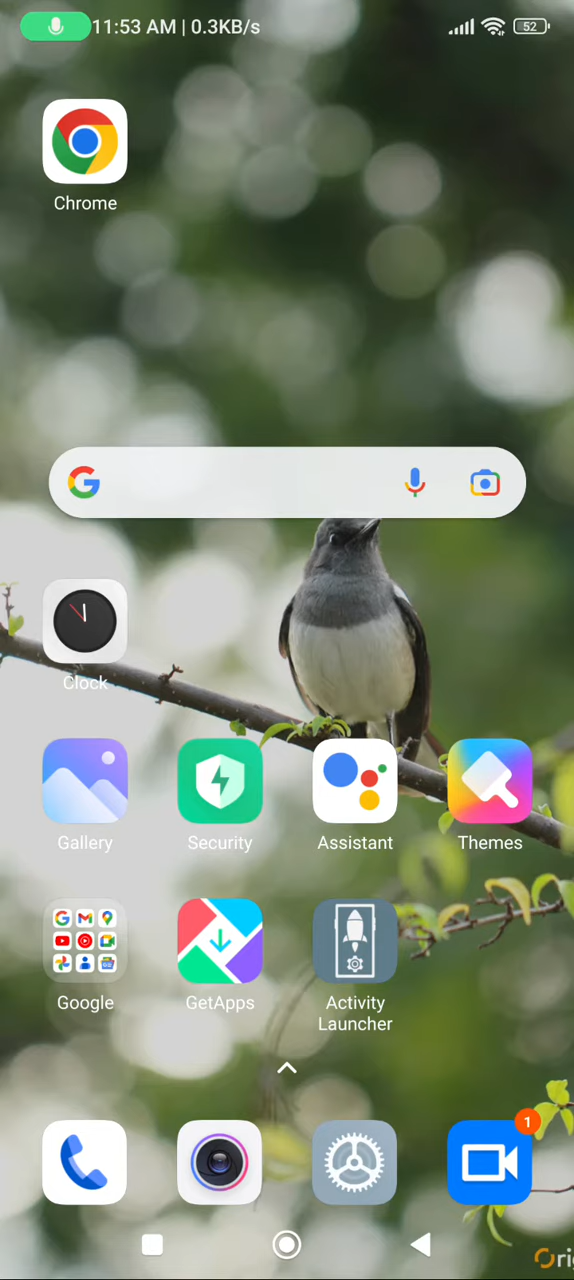 11:53 AM | 0.3KB/s
52
Chrome
Clock
Gallery
Security
Assistant
Themes
Google
GetApps
Activity
Launcher
1